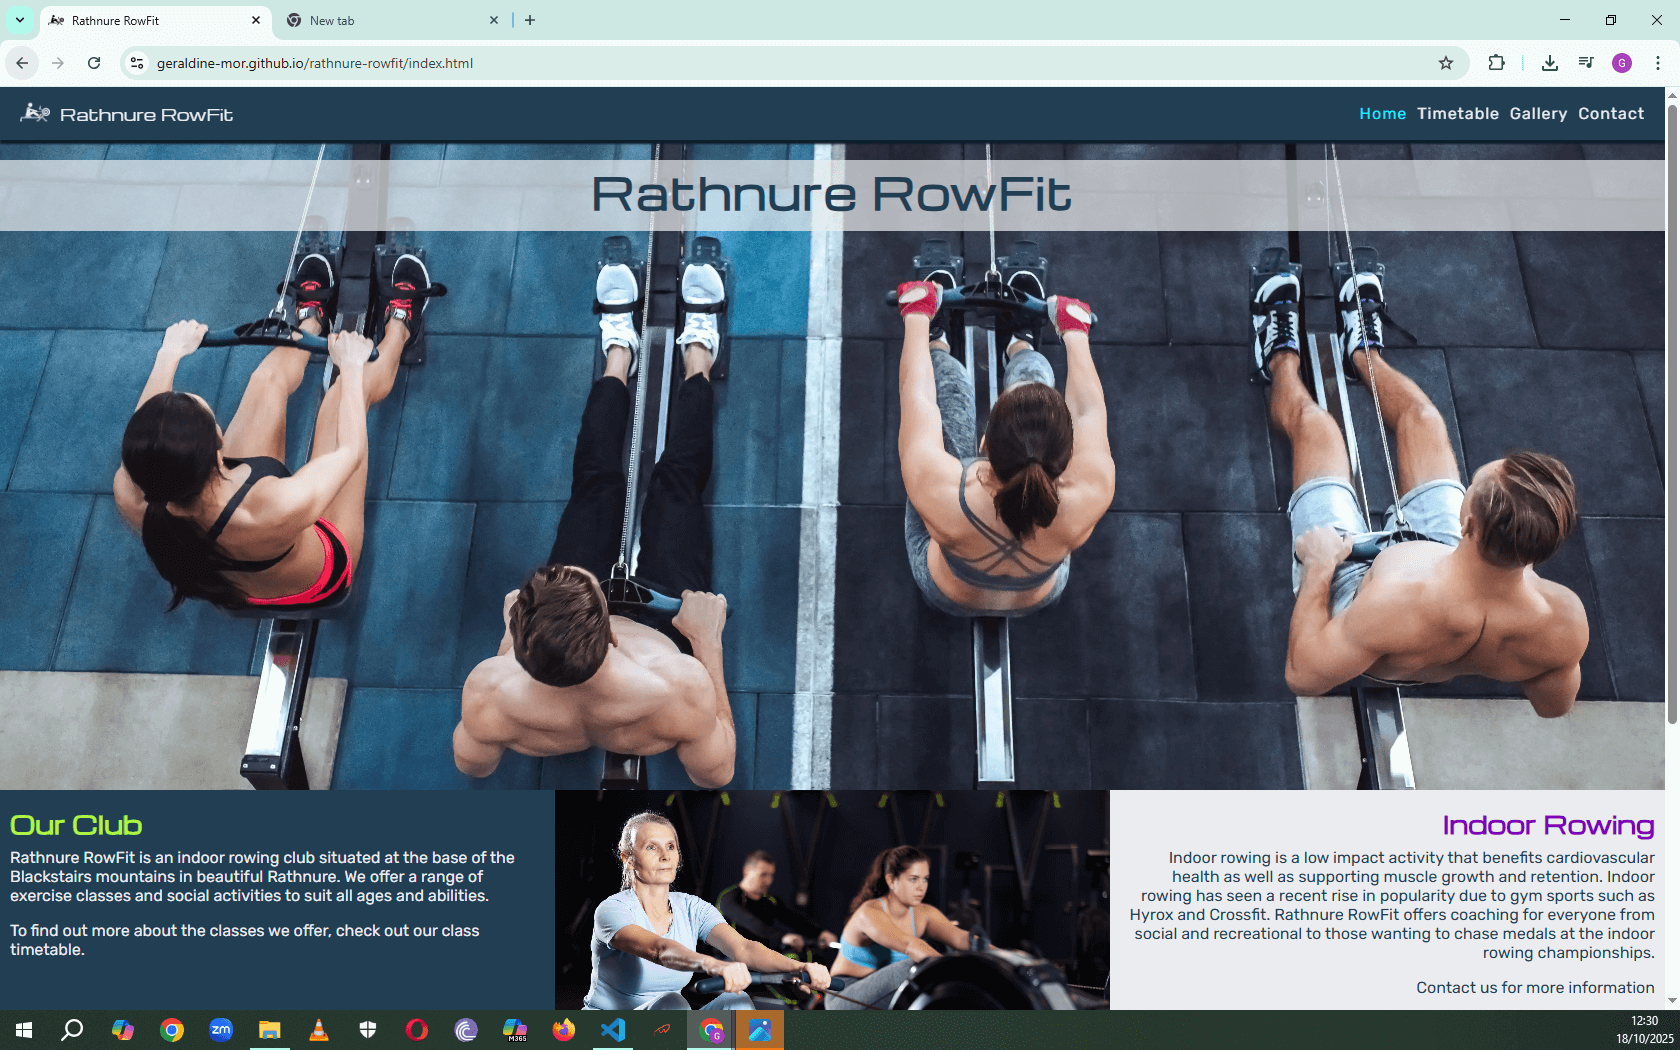 Rathnure RowFit
New tab
geraldine-mor.github.io/rathnure-rowfit/index.html
G
Rathnure RowFit
Home Timetable Gallery Contact
Rathnure RowFit
Our Club
Rathnure RowFit is an indoor rowing club situated at the base of the
Blackstairs mountains in beautiful Rathnure. We offer a range of
exercise classes and social activities to suit all ages and abilities.
To find out more about the classes we offer, check out our class
timetable.
Indoor Rowing
Indoor rowing is a low impact activity that benefits cardiovascular
health as well as supporting muscle growth and retention. Indoor
rowing has seen a recent rise in popularity due to gym sports such as
Hyrox and Crossfit. Rathnure RowFit offers coaching for everyone from
social and recreational to those wanting to chase medals at the indoor
rowing championships.
Contact us for more information
zm
M365
G
12:30
18/10/2025